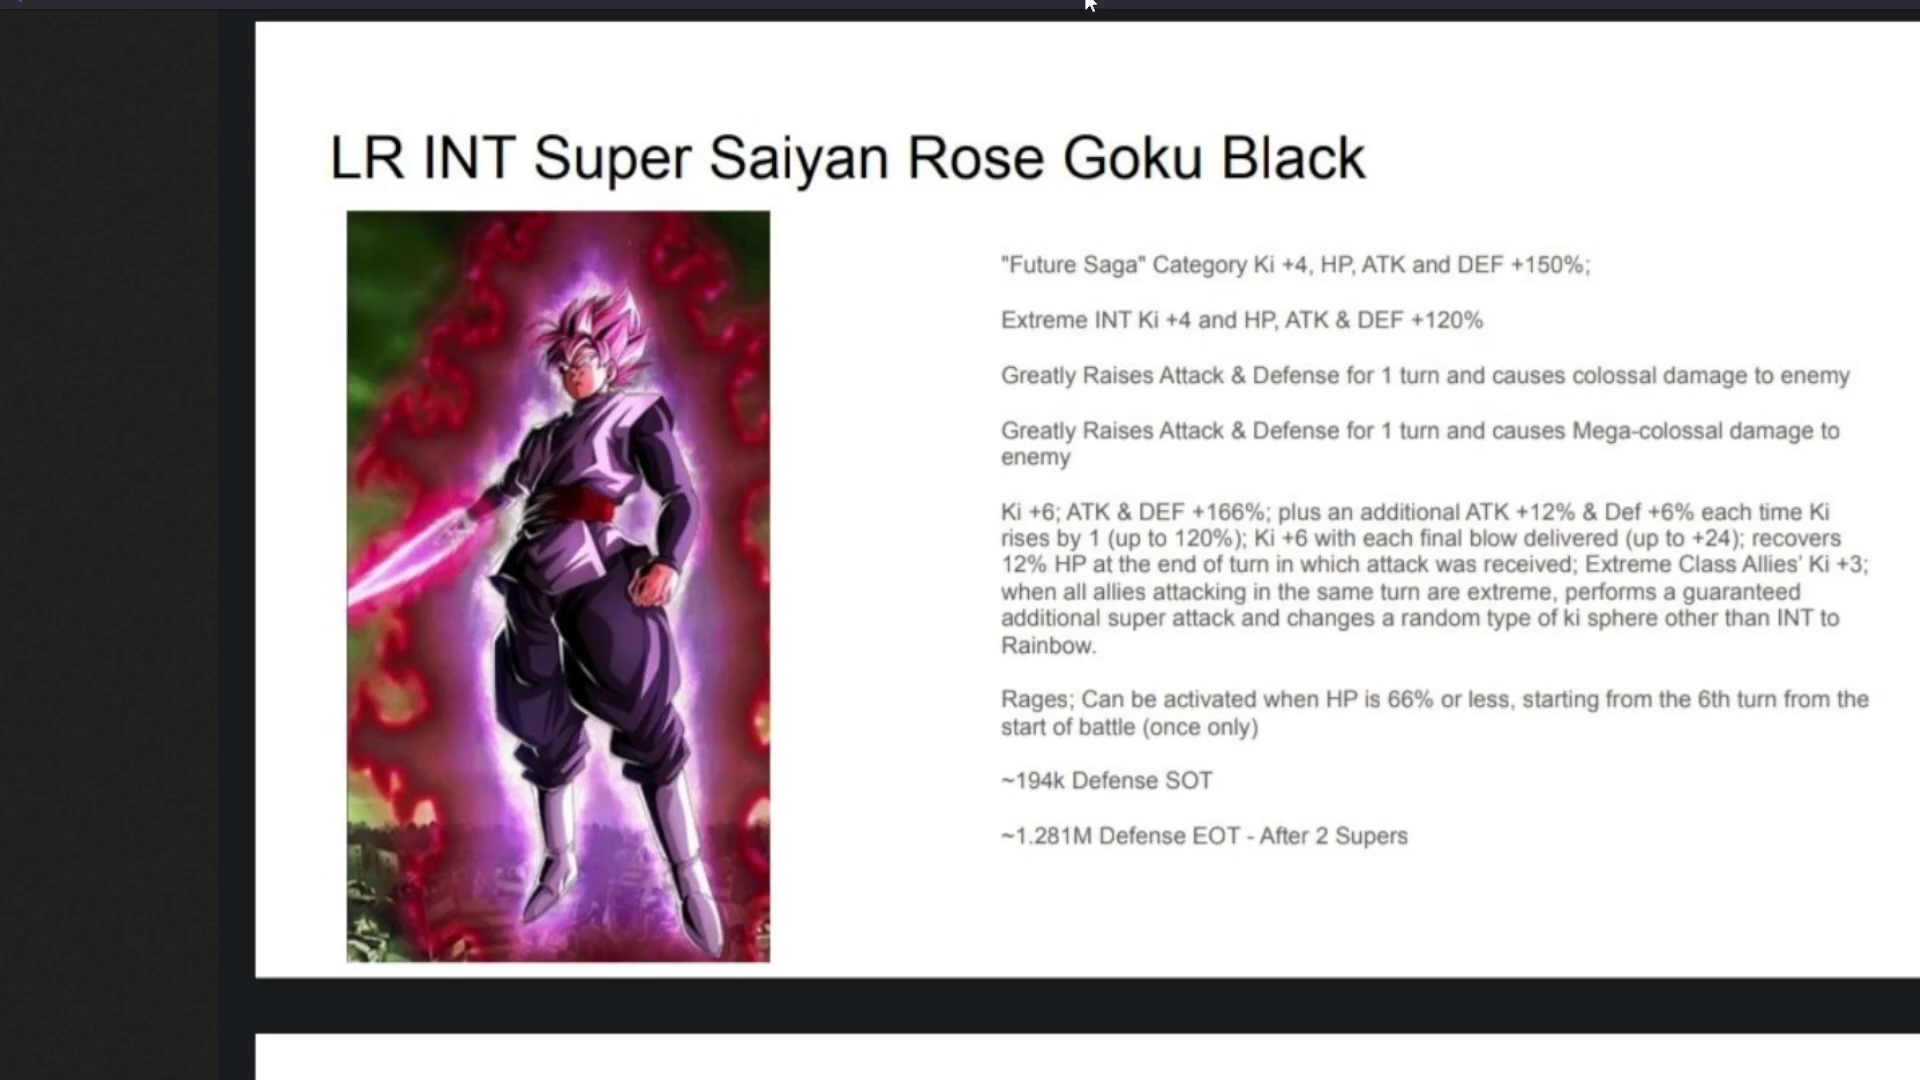 LR INT Super Saiyan Rose Goku Black
"Future Saga" Category Ki +4, HP, ATK and DEF +150%;
Extreme INT Ki +4 and HP, ATK & DEF +120%
Greatly Raises Attack & Defense for 1 turn and causes colossal damage to enemy
Greatly Raises Attack & Defense for 1 turn and causes Mega-colossal damage to
enemy
Ki +6; ATK & DEF +166%; plus an additional ATK +12% & Def +6% each time Ki
rises by 1 (up to 120%); Ki +6 with each final blow delivered (up to +24); recovers
12% HP at the end of turn in which attack was received; Extreme Class Allies' Ki +3;
when all allies attacking in the same turn are extreme, performs a guaranteed
additional super attack and changes a random type of ki sphere other than INT to
Rainbow.
Rages; Can be activated when HP is 66% or less, starting from the 6th turn from the
start of battle (once only)
~194k Defense SOT
~1.281M Defense EOT - After 2 Supers